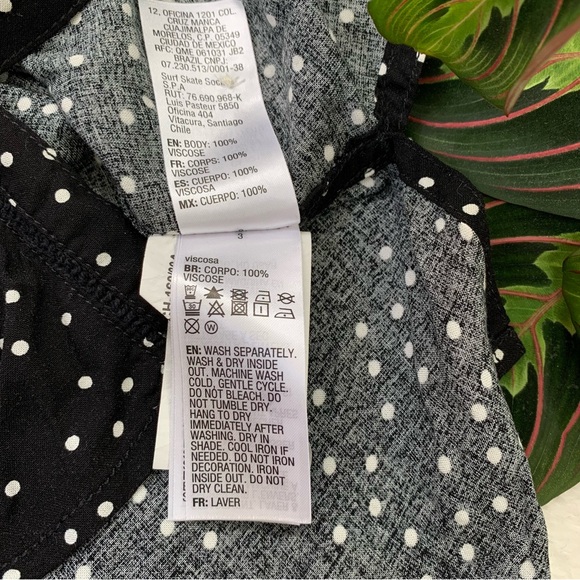 12, OFICINA 1201 COL.
CRUZ MANCA
CUAJIMALPA DE
MORELOS, C.P. 05349
CIUDAD DE MEXICO
RFC: QME 061031 JB2
BRAZIL CNPJ:
07.230.513/0001-38
Surf Skate Social
S.P.A
RUT: 76.690.968-K
Luis Pasteur 5850
Oficina 404
Vitacura, Santiago
Chile
EN: BODY: 100%
VISCOSE
FR: CORPS: 100%
VISCOSE
ES: CUERPO: 100%
VISCOSA
MX: CUERPO: 100%
3
viscosa
BR: CORPO: 100%
VISCOSE
W
EN: WASH SEPARATELY.
WASH & DRY INSIDE
OUT. MACHINE WASH
COLD, GENTLE CYCLE.
DO NOT BLEACH. DO
NOT TUMBLE DRY.
HANG TO DRY
IMMEDIATELY AFTER
WASHING. DRY IN
SHADE. COOL IRON IF
NEEDED. DO NOT IRON
DECORATION. IRON
INSIDE OUT. DO NOT
DRY CLEAN.
FR: LAVER